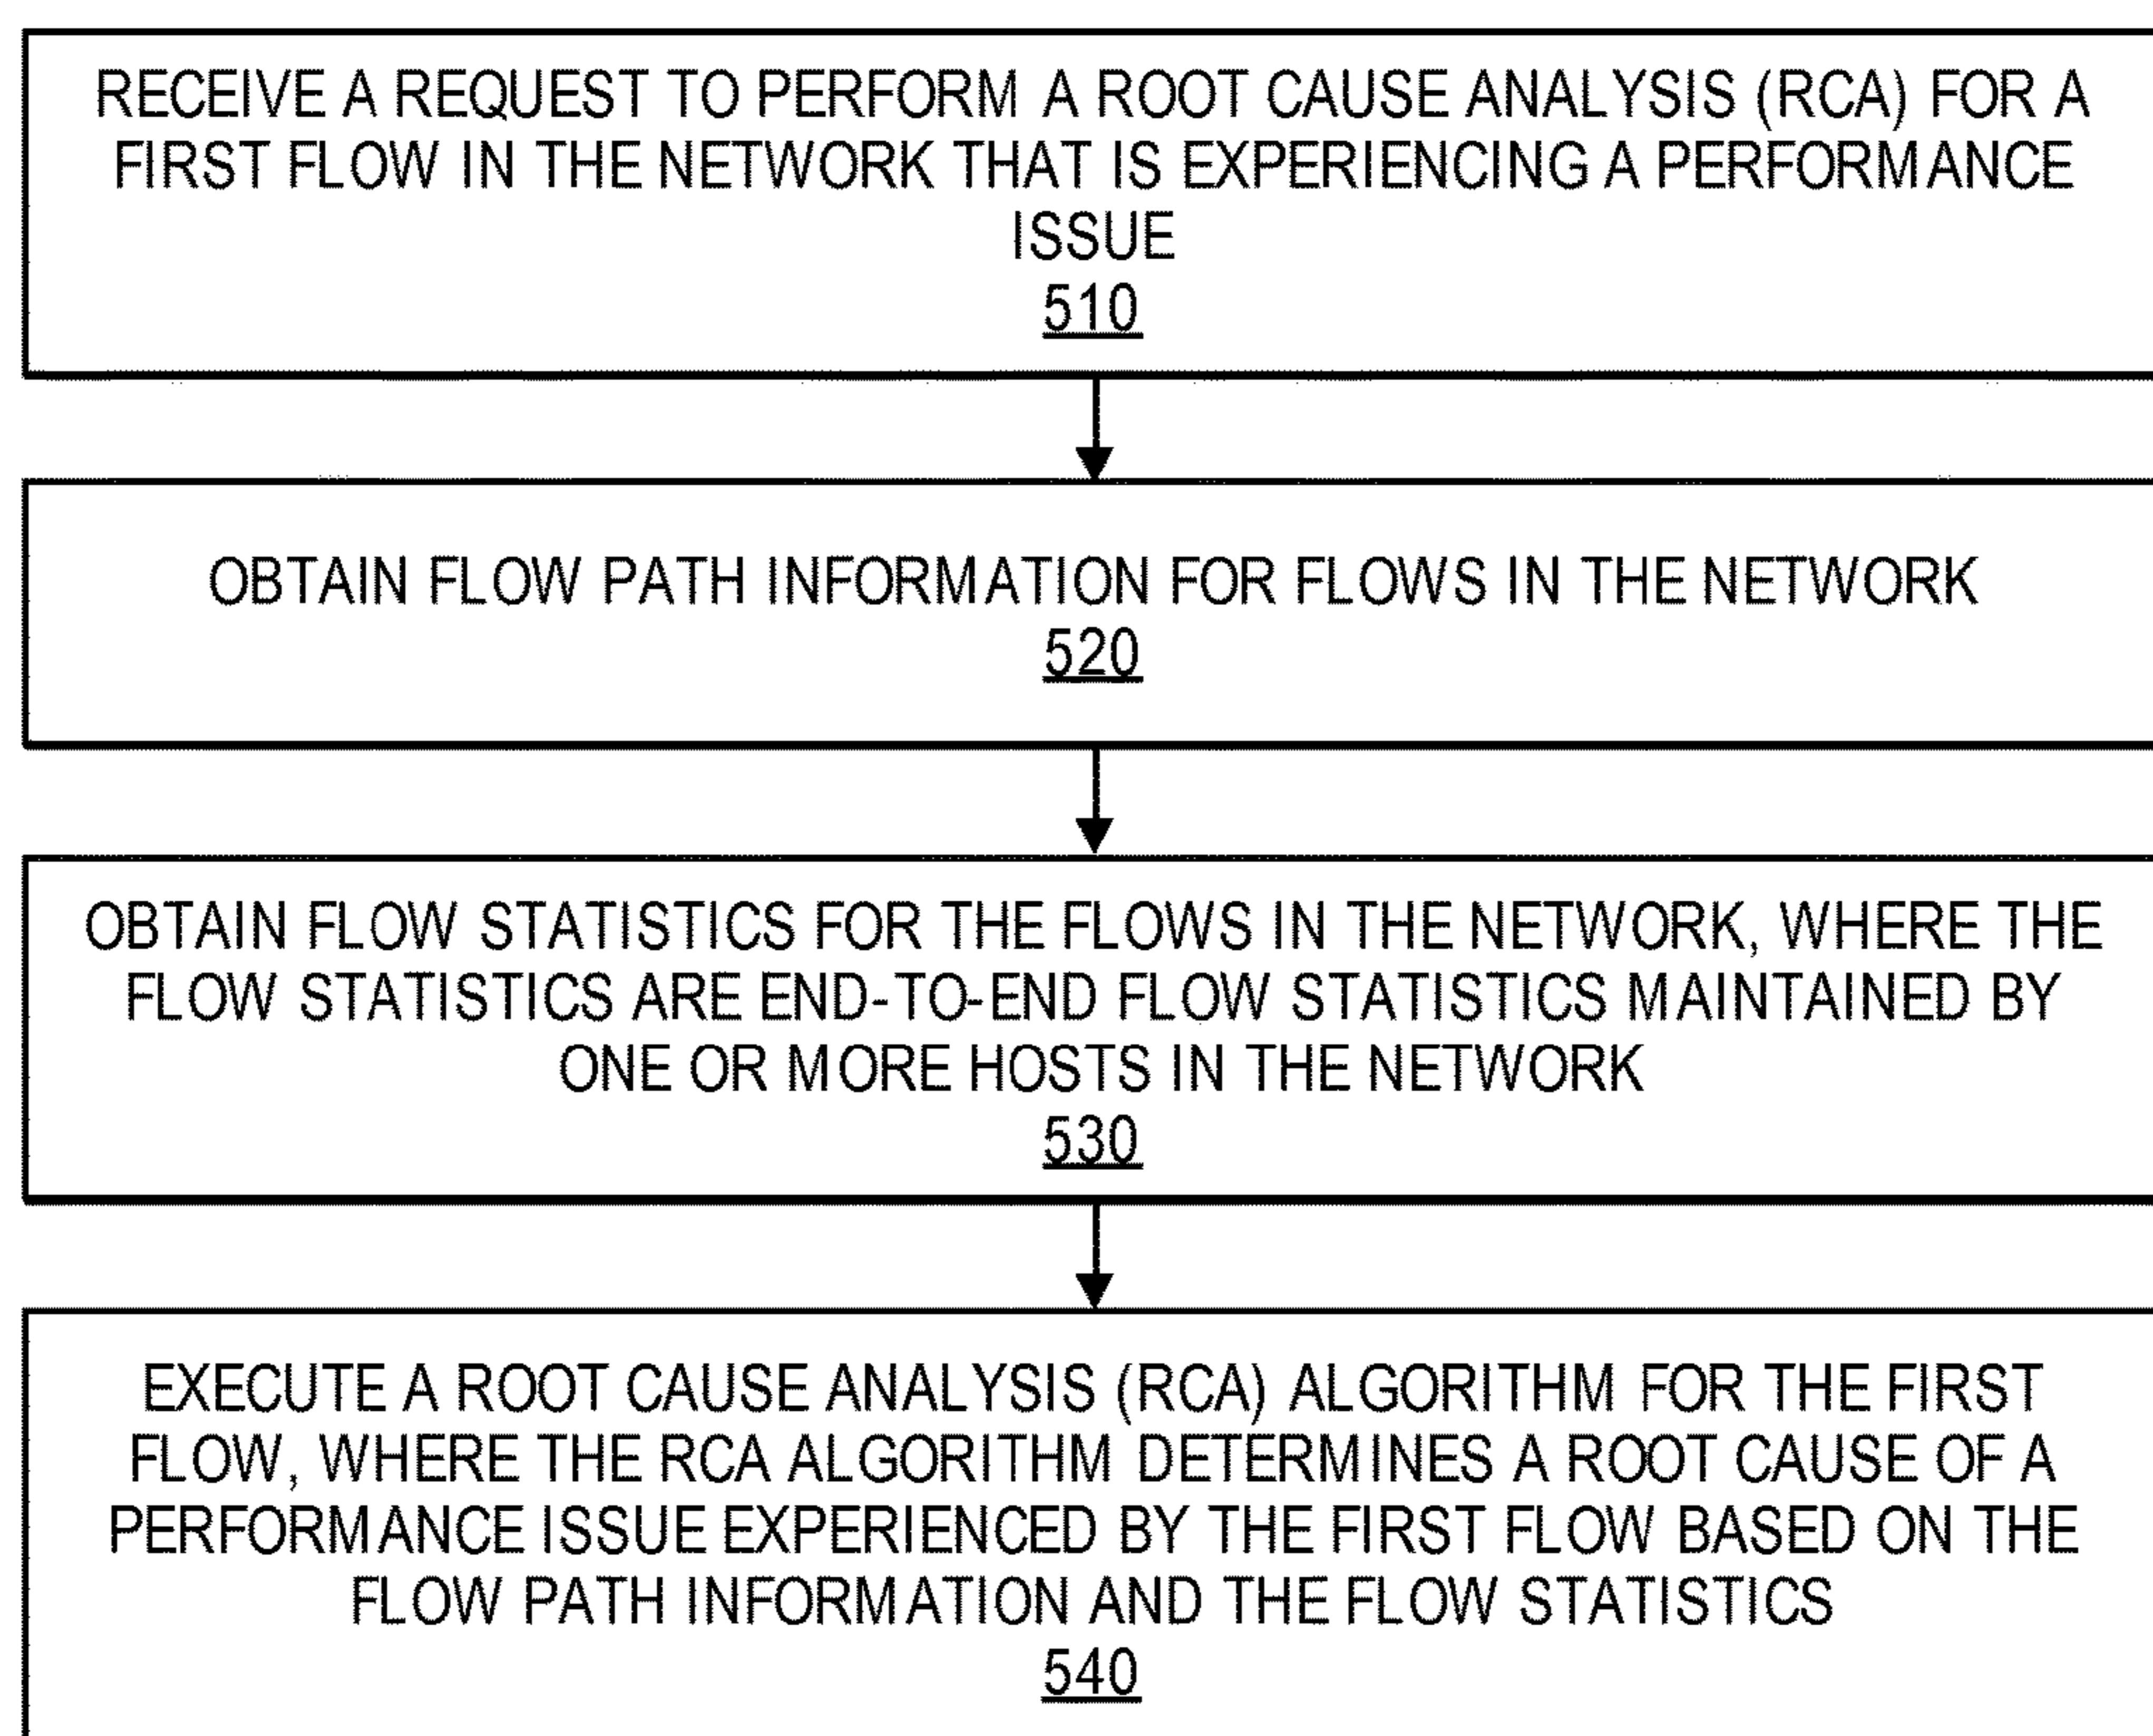 RECEIVE A REQUEST TO PERFORM A ROOT CAUSE ANALYSIS (RCA) FOR A
FIRST FLOW IN THE NETWORK THAT IS EXPERIENCING A PERFORMANCE
ISSUE
510
OBTAIN FLOW PATH INFORMATION FOR FLOWS IN THE NETWORK
520
OBTAIN FLOW STATISTICS FOR THE FLOWS IN THE NETWORK, WHERE THE
FLOW STATISTICS ARE END-TO-END FLOW STATISTICS MAINTAINED BY
ONE OR MORE HOSTS IN THE NETWORK
530
EXECUTE A ROOT CAUSE ANALYSIS (RCA) ALGORITHM FOR THE FIRST
FLOW, WHERE THE RCA ALGORITHM DETERMINES A ROOT CAUSE OF A
PERFORMANCE ISSUE EXPERIENCED BY THE FIRST FLOW BASED ON THE
FLOW PATH INFORMATION AND THE FLOW STATISTICS
540